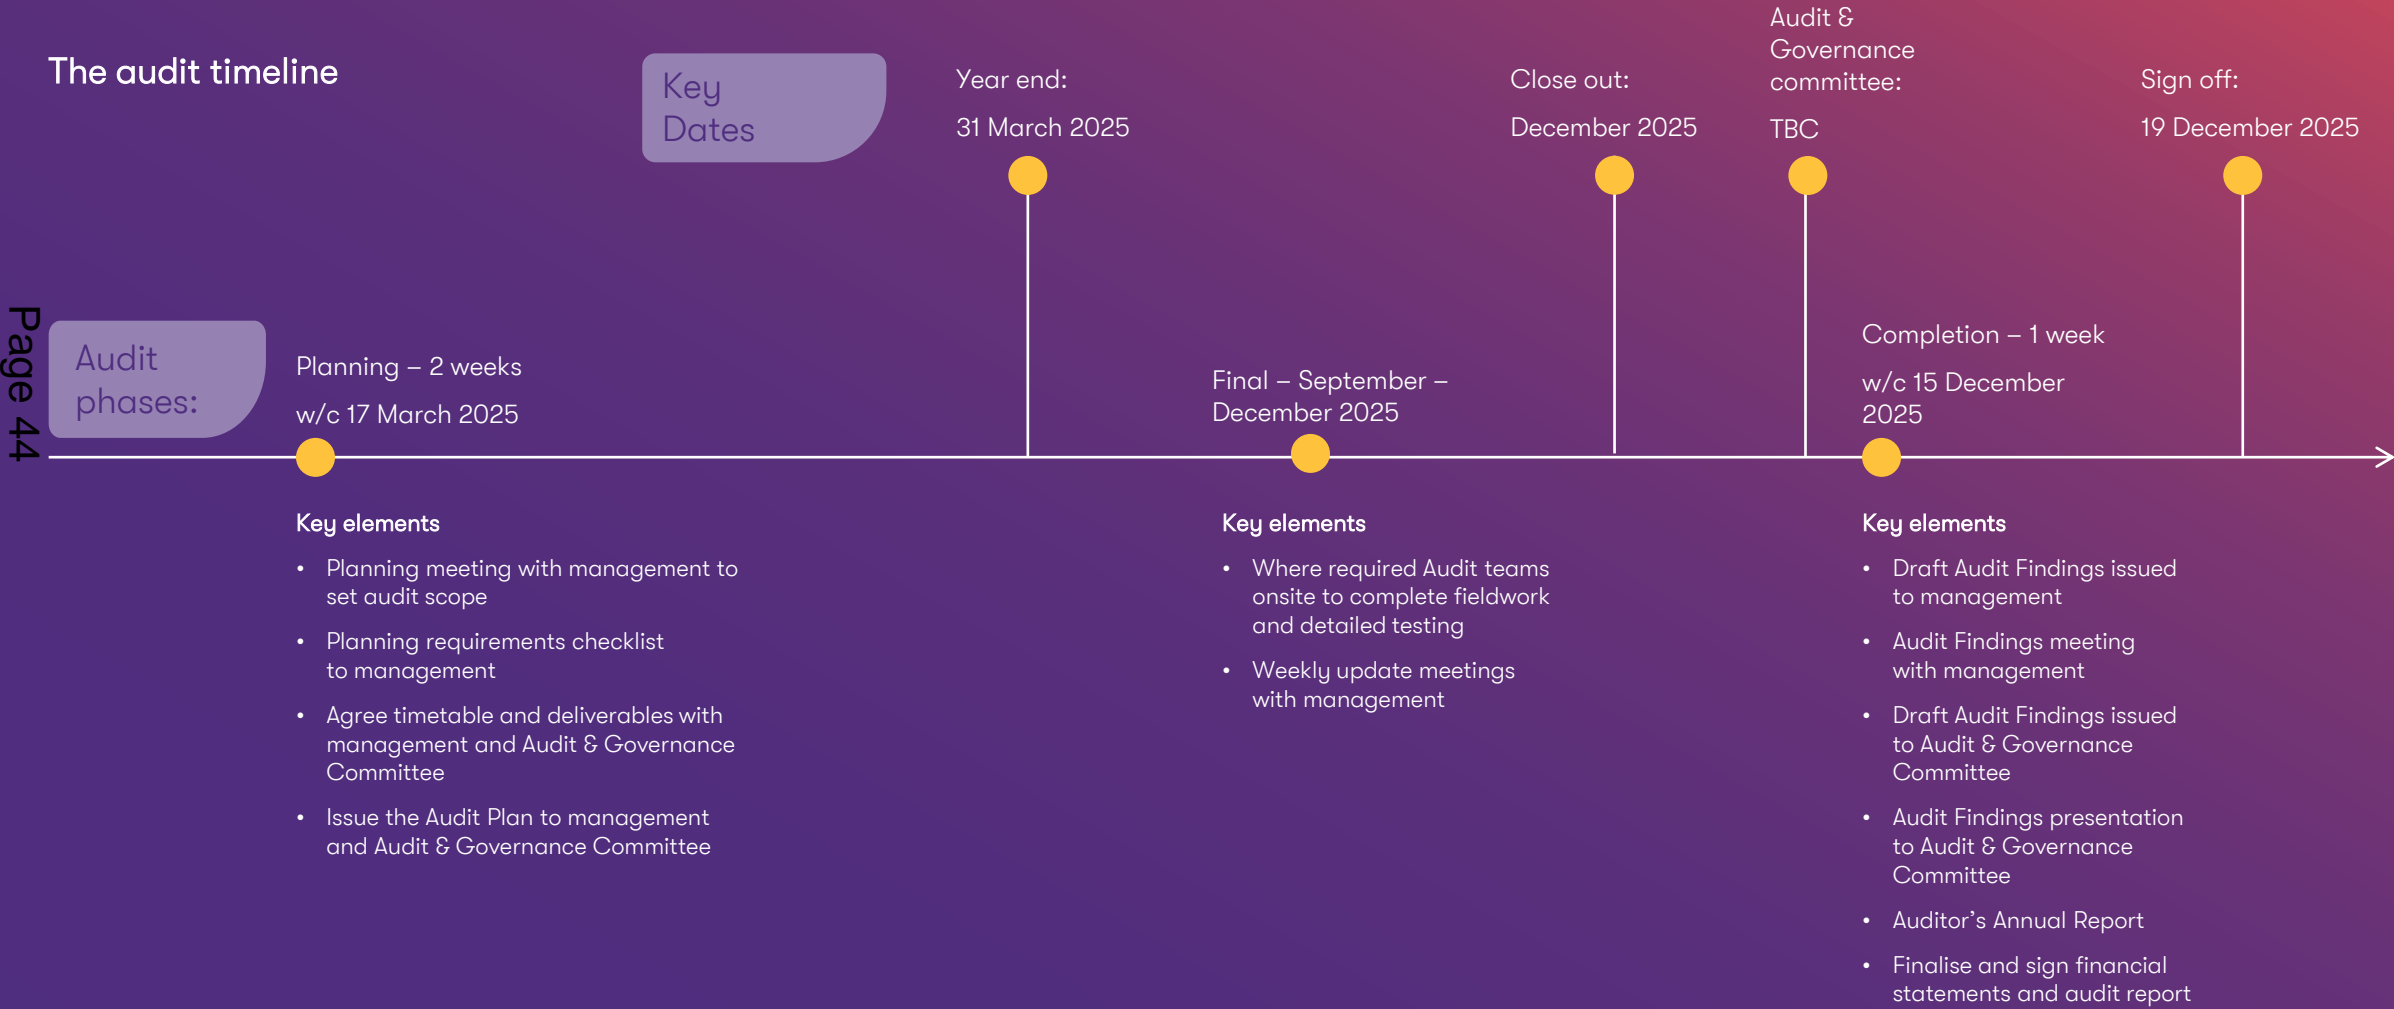 The audit timeline
Key
Dates
Year end:
31 March 2025
Close out:
December 2025
Audit &
Governance
committee:
TBC
Sign off:
19 December 2025
Page 44
Audit
phases:
Planning – 2 weeks
w/c 17 March 2025
Final – September –
December 2025
Completion – 1 week
w/c 15 December
2025
Key elements
• Planning meeting with management to
set audit scope
• Planning requirements checklist
to management
• Agree timetable and deliverables with
management and Audit & Governance
Committee
• Issue the Audit Plan to management
and Audit & Governance Committee
Key elements
• Where required Audit teams
onsite to complete fieldwork
and detailed testing
• Weekly update meetings
with management
Key elements
• Draft Audit Findings issued
to management
• Audit Findings meeting
with management
• Draft Audit Findings issued
to Audit & Governance
Committee
• Audit Findings presentation
to Audit & Governance
Committee
• Auditor’s Annual Report
• Finalise and sign financial
statements and audit report